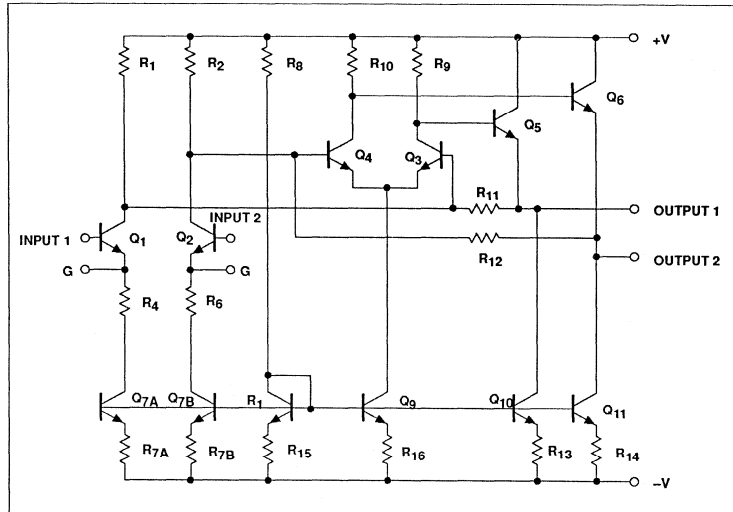 R1 R2 R8 R10 R9 +V
Q6
Q5
Q4 Q3
R11
INPUT 2 OUTPUT 1
INPUT 1 Q1 Q2
R12 OUTPUT 2
G G
R4 R6
Q7A Q7B R1 Q9 Q10 Q11
R7A R7B R15 R16 R13 R14
–V